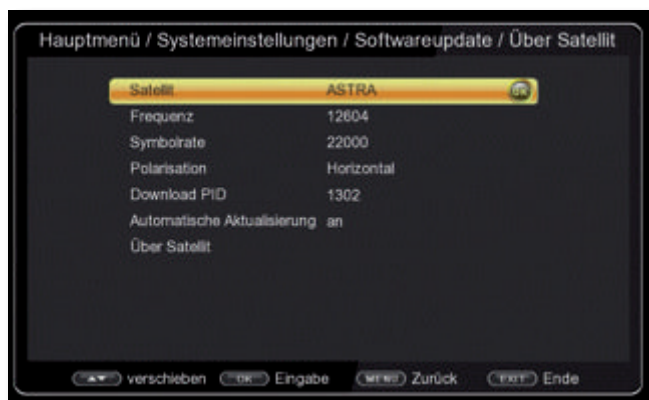 Hauptmenü / Systemeinstellungen / Softwareupdate / Über Satellit
Satellit ASTRA OK
Frequenz 12604
Symbolrate 22000
Polarisation Horizontal
Download PID 1302
Automatische Aktualisierung an
Über Satellit
▲▼ verschieben OK Eingabe MENU Zurück EXIT Ende